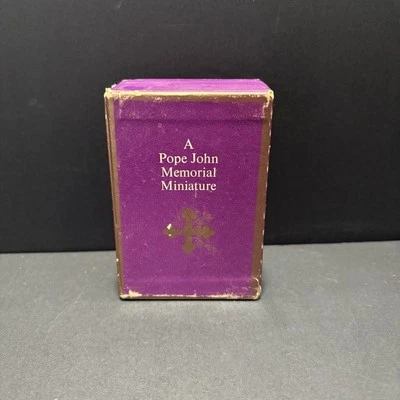 A
Pope John
Memorial
Miniature